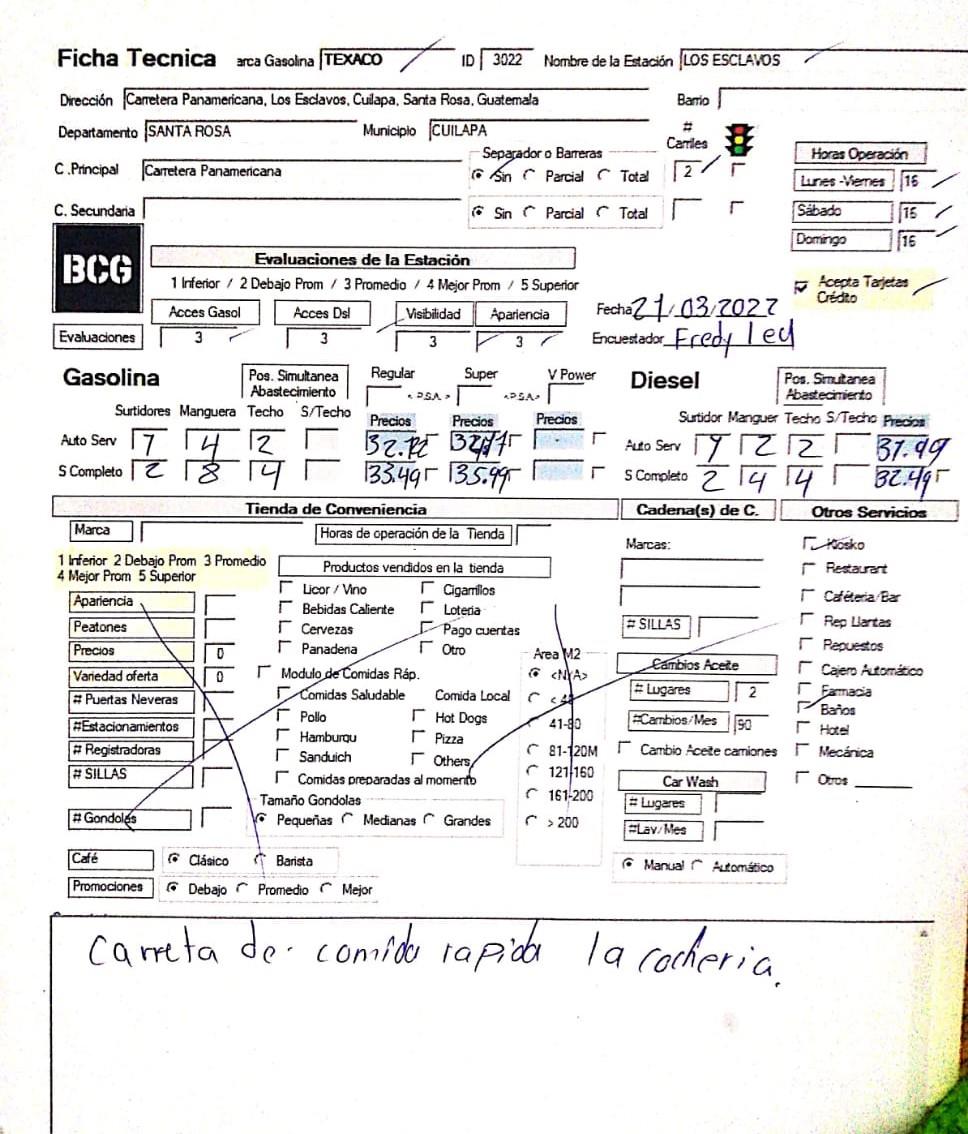 Ficha Tecnica arca Gasolina TEXACO ID 3022 Nombre de la Estación LOS ESCLAVOS
Dirección Carretera Panamericana, Los Esclavos, Cuilapa, Santa Rosa, Guatemala Barrio
Departamento SANTA ROSA Municipio CUILAPA # Carriles
C .Principal Carretera Panamericana Separador o Barreras Sin Parcial Total 2
Horas Operación
Lunes -Viernes 16
C. Secundaria Sin Parcial Total
Sábado 16
Domingo 16
BCG
Evaluaciones de la Estación
1 Inferior / 2 Debajo Prom / 3 Promedio / 4 Mejor Prom / 5 Superior
Acepta Tarjetas Crédito
Acces Gasol Acces Dsl Visibilidad Apariencia
Fecha 21/03/2022
Evaluaciones 3 3 3 3
Encuestador Fredy
Gasolina Pos. Simultanea Abastecimiento Regular Super V Power
< PSA > <PSA>
Surtidores Manguera Techo S/Techo Precios Precios Precios
Auto Serv 4 2
S Completo 2 8 4 33.49 35.99
Diesel Pos. Simultanea Abastecimiento
Surtidor Manguer Techo S/Techo Precios
Auto Serv 2 2
S Completo 2 4 4 32.49
Tienda de Conveniencia Cadena(s) de C. Otros Servicios
Marca Horas de operación de la Tienda
1 Inferior 2 Debajo Prom 3 Promedio
4 Mejor Prom 5 Superior
Apariencia
Peatones
Precios 0
Variedad oferta 0
# Puertas Neveras
#Estacionamientos
# Registradoras
# SILLAS
# Gondolas
Productos vendidos en la tienda
Licor / Vino Cigarrillos
Bebidas Caliente Loteria
Cervezas Pago cuentas
Panadena Otro
Modulo de Comidas Ráp.
Comidas Saludable Comida Local
Pollo Hot Dogs
Hamburqu Pizza
Sanduich Others
Comidas preparadas al momento
Tamaño Gondolas
Pequeñas Medianas Grandes
Area M2
<N/A>
41-80
81-120M
121-160
161-200
> 200
Café Clásico Barista
Promociones Debajo Promedio Mejor
Marcas:
# SILLAS
Cambios Aceite
# Lugares 2
#Cambios/Mes 90
Cambio Aceite camiones
Car Wash
# Lugares
#Lav/Mes
Manual Automático
Kiosko
Restaurant
Caféteria/Bar
Rep Llantas
Repuestos
Cajero Automático
Farmacia
Baños
Hotel
Mecánica
Otros
Carreta de comida rapida la cocheria.